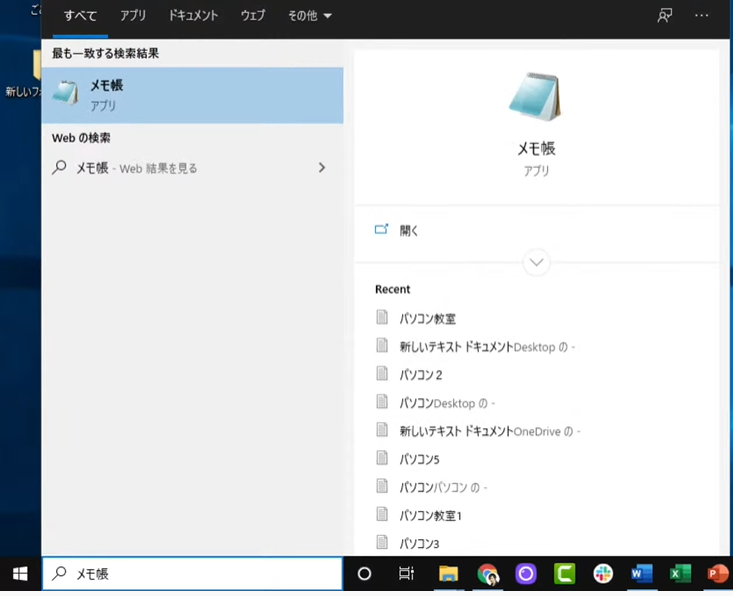 ご
新しいフォ
すべて アプリ ドキュメント ウェブ その他
最も一致する検索結果
メモ帳
アプリ
Web の検索
メモ帳 - Web 結果を見る
メモ帳
アプリ
開く
Recent
パソコン教室
新しいテキスト ドキュメントDesktop の -
パソコン２
パソコンDesktop の -
新しいテキスト ドキュメントOneDrive の -
パソコン5
パソコンパソコン の -
パソコン教室1
パソコン3
メモ帳